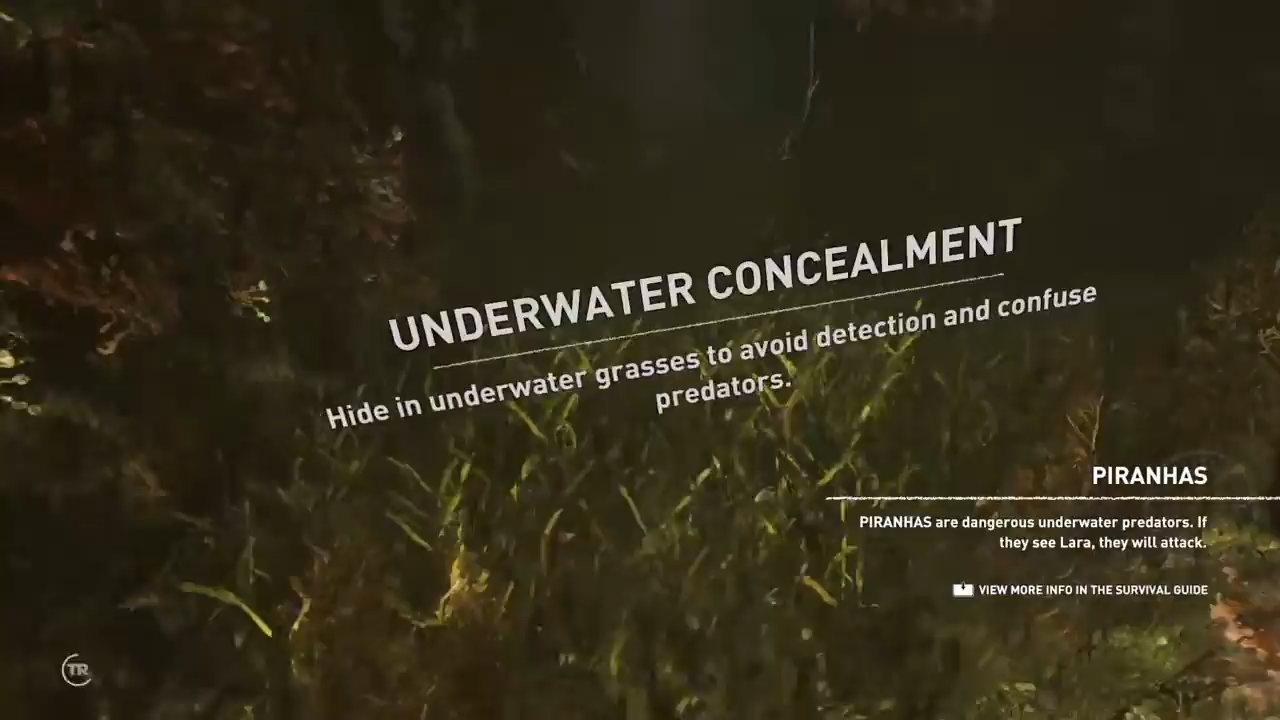 UNDERWATER CONCEALMENT
Hide in underwater grasses to avoid detection and confuse
predators.
PIRANHAS
PIRANHAS are dangerous underwater predators. If
they see Lara, they will attack.
VIEW MORE INFO IN THE SURVIVAL GUIDE
TR